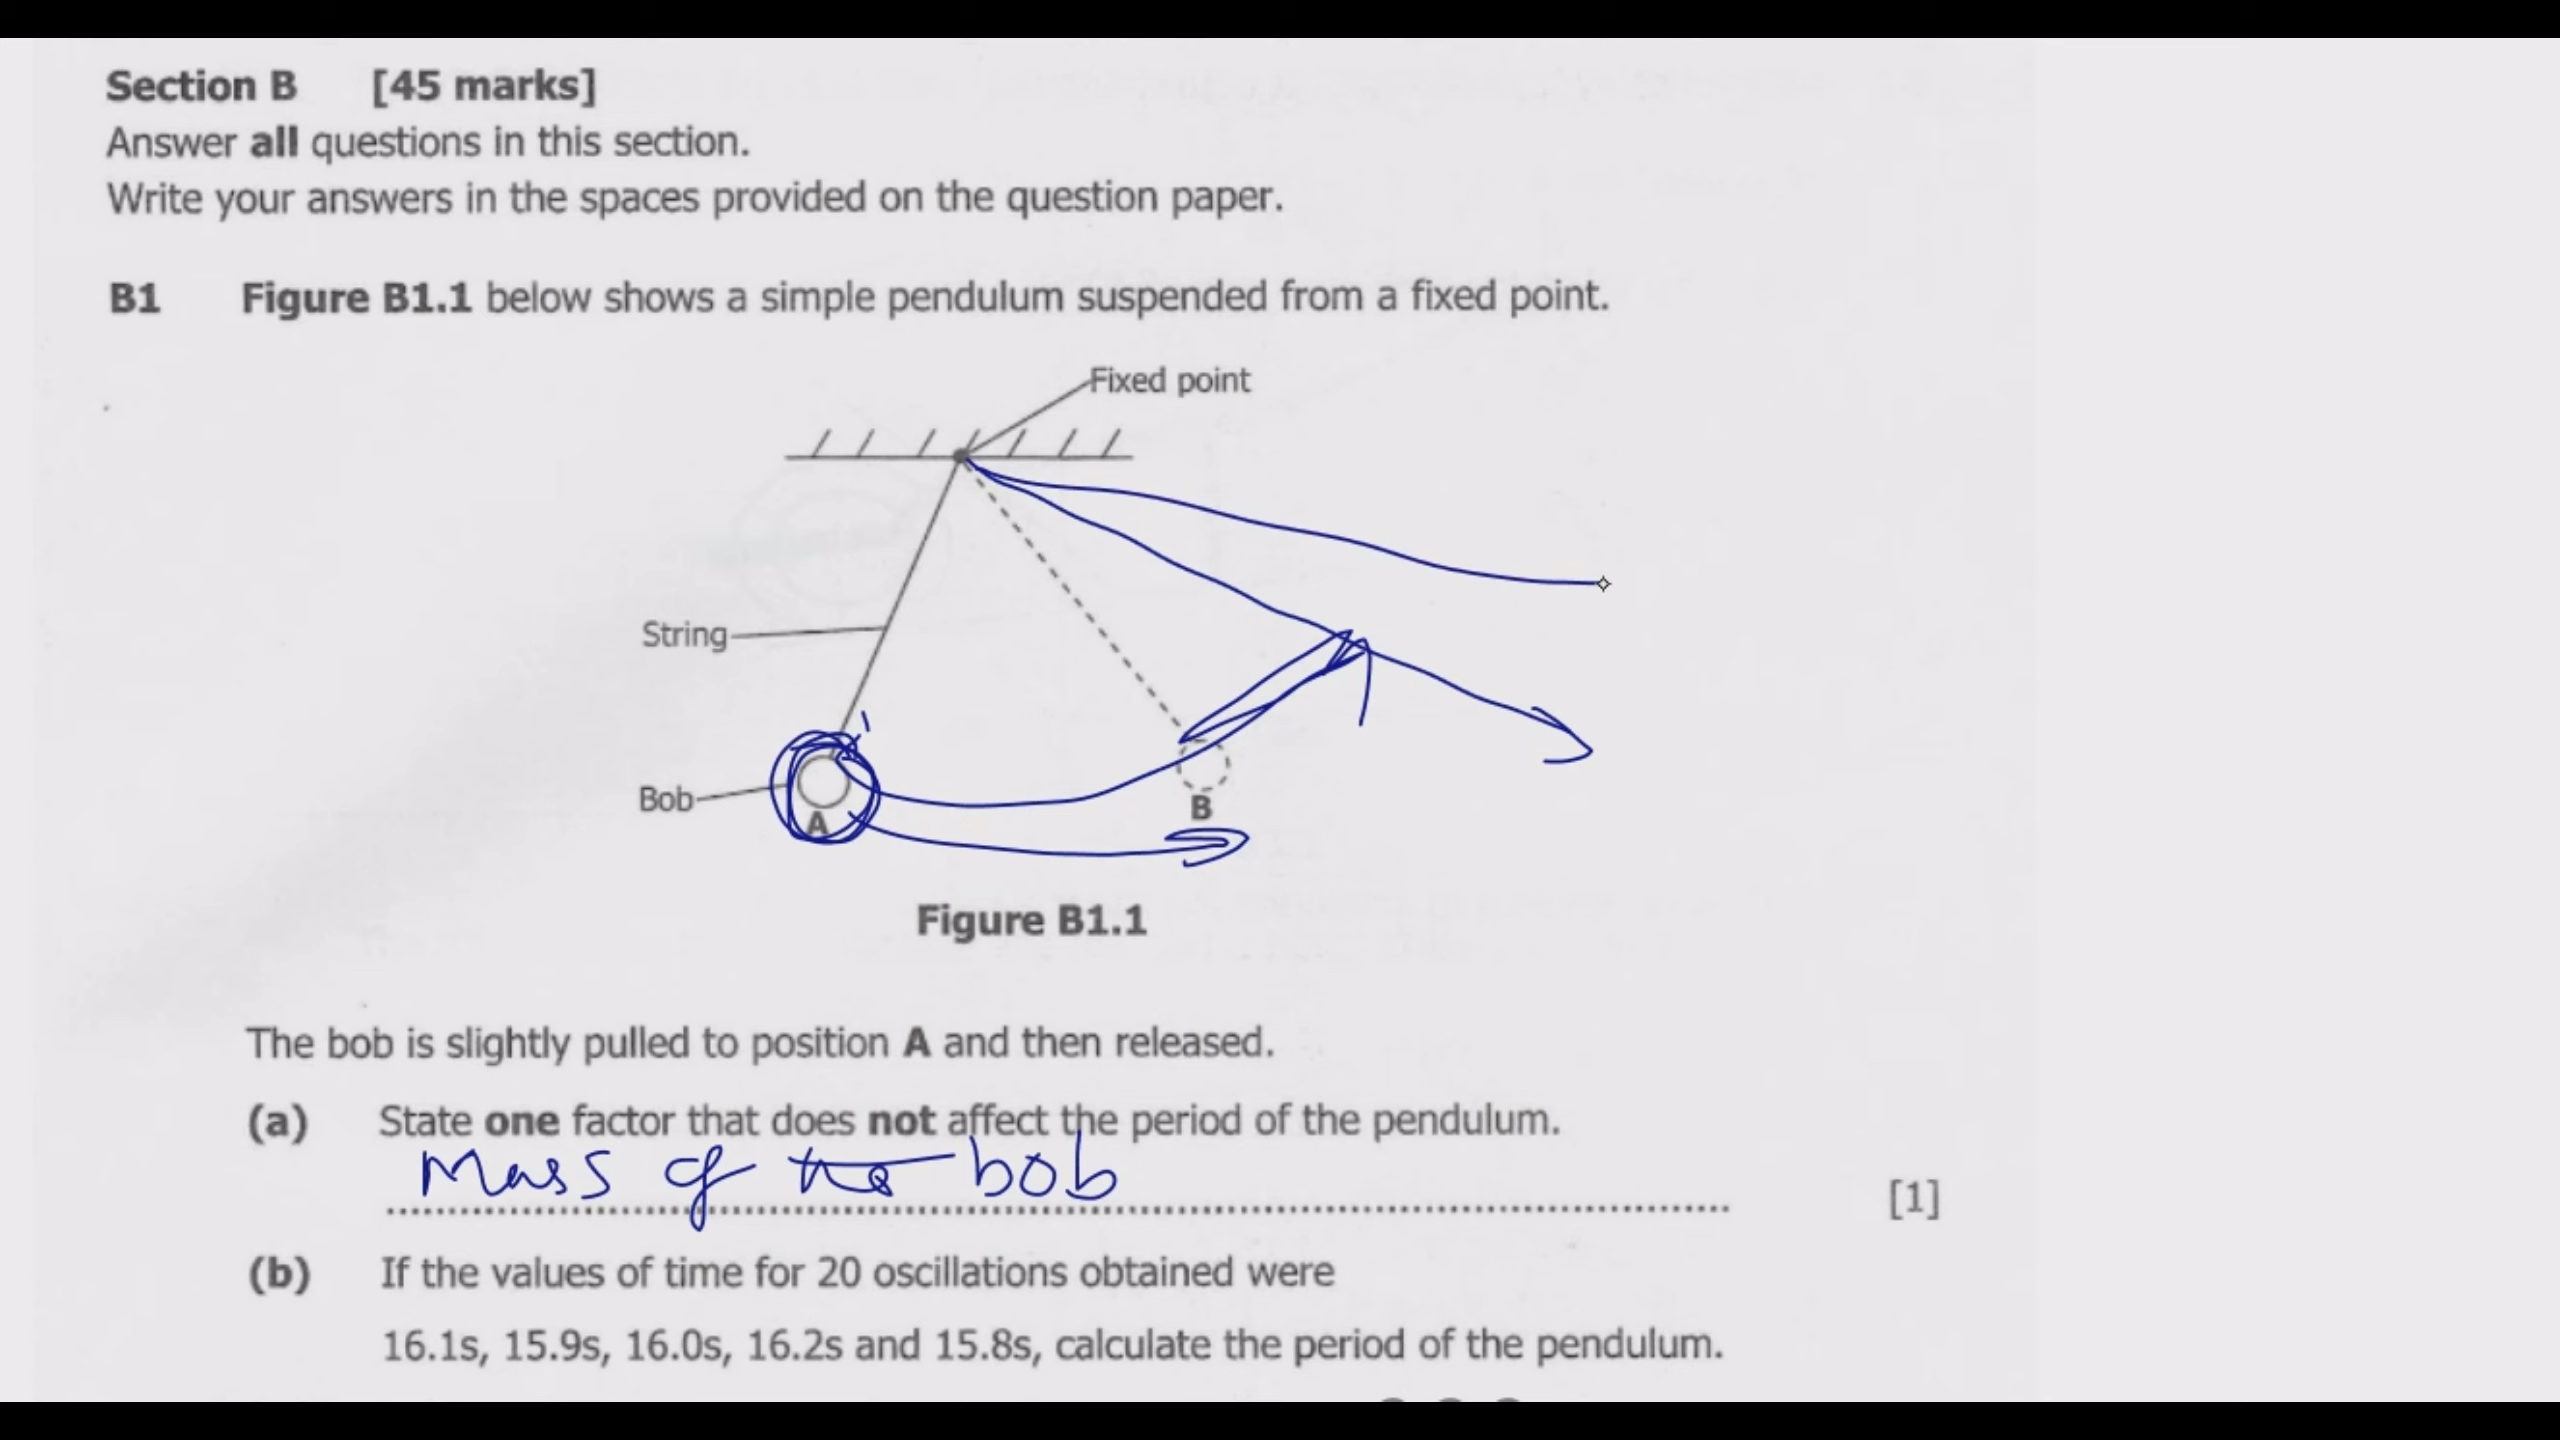 Section B [45 marks]
Answer all questions in this section.
Write your answers in the spaces provided on the question paper.
B1 Figure B1.1 below shows a simple pendulum suspended from a fixed point.
Fixed point
String
Bob
A
B
Figure B1.1
The bob is slightly pulled to position A and then released.
(a) State one factor that does not affect the period of the pendulum.
Mass of bob
[1]
(b) If the values of time for 20 oscillations obtained were
16.1s, 15.9s, 16.0s, 16.2s and 15.8s, calculate the period of the pendulum.